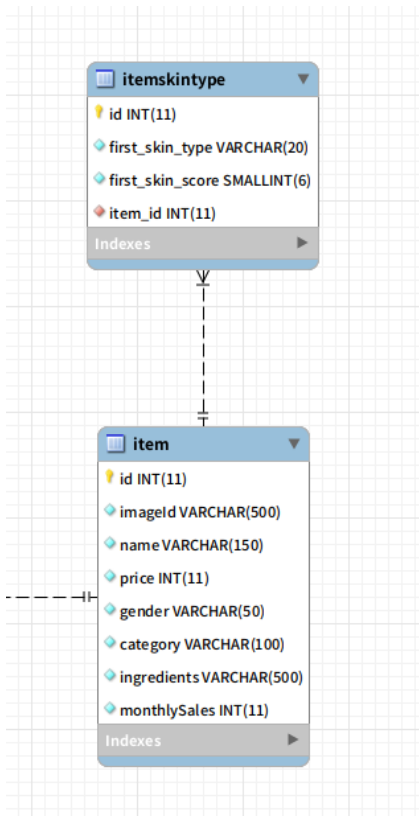 itemskintype
id INT(11)
first_skin_type VARCHAR(20)
first_skin_score SMALLINT(6)
item_id INT(11)
Indexes
item
id INT(11)
imageId VARCHAR(500)
name VARCHAR(150)
price INT(11)
gender VARCHAR(50)
category VARCHAR(100)
ingredients VARCHAR(500)
monthlySales INT(11)
Indexes